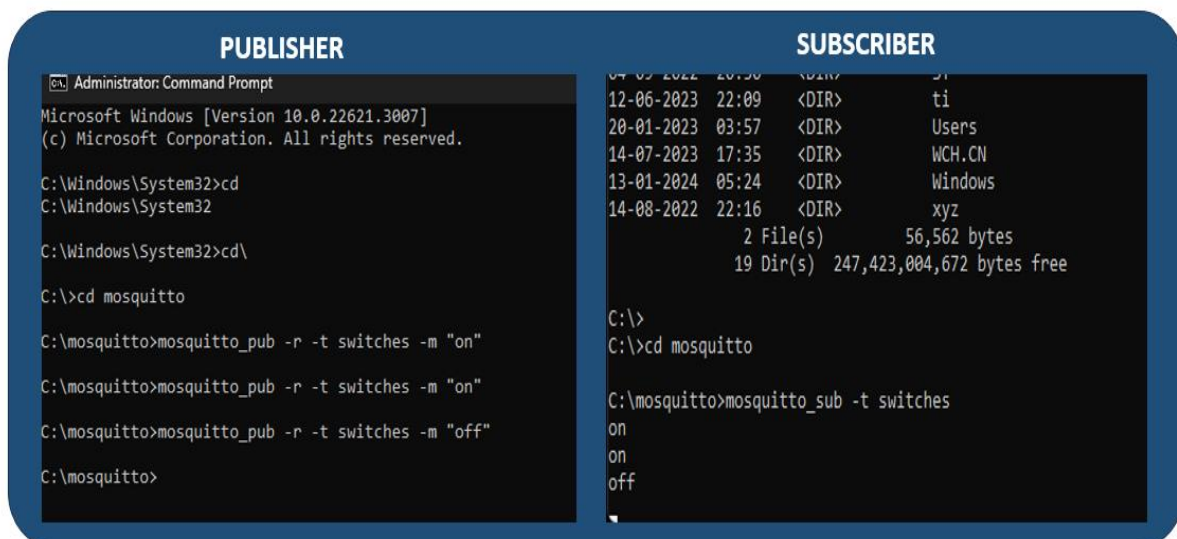 PUBLISHER
Administrator: Command Prompt
Microsoft Windows [Version 10.0.22621.3007]
(c) Microsoft Corporation. All rights reserved.
C:\Windows\System32>cd
C:\Windows\System32
C:\Windows\System32>cd\
C:\>cd mosquitto
C:\mosquitto>mosquitto_pub -r -t switches -m "on"
C:\mosquitto>mosquitto_pub -r -t switches -m "on"
C:\mosquitto>mosquitto_pub -r -t switches -m "off"
C:\mosquitto>
SUBSCRIBER
12-06-2023 22:09 <DIR> ti
20-01-2023 03:57 <DIR> Users
14-07-2023 17:35 <DIR> WCH.CN
13-01-2024 05:24 <DIR> Windows
14-08-2022 22:16 <DIR> xyz
2 File(s) 56,562 bytes
19 Dir(s) 247,423,004,672 bytes free
C:\>
C:\>cd mosquitto
C:\mosquitto>mosquitto_sub -t switches
on
on
off